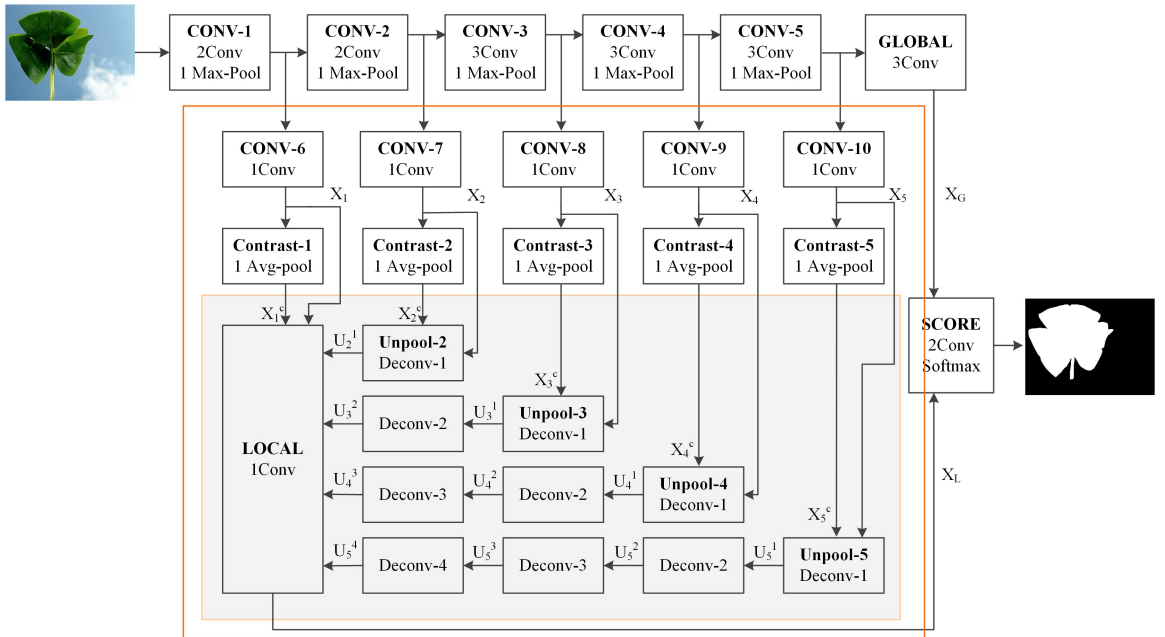 CONV-1
2Conv
1 Max-Pool
CONV-2
2Conv
1 Max-Pool
CONV-3
3Conv
1 Max-Pool
CONV-4
3Conv
1 Max-Pool
CONV-5
3Conv
1 Max-Pool
GLOBAL
3Conv
CONV-6
1Conv
CONV-7
1Conv
CONV-8
1Conv
CONV-9
1Conv
CONV-10
1Conv
X₁
X₂
X₃
X₄
X₅
X_G
Contrast-1
1 Avg-pool
Contrast-2
1 Avg-pool
Contrast-3
1 Avg-pool
Contrast-4
1 Avg-pool
Contrast-5
1 Avg-pool
X₁ᶜ
X₂ᶜ
U₂¹
Unpool-2
Deconv-1
SCORE
2Conv
Softmax
X₃ᶜ
U₃²
Deconv-2
U₃¹
Unpool-3
Deconv-1
LOCAL
1Conv
X₄ᶜ
U₄³
Deconv-3
U₄²
Deconv-2
U₄¹
Unpool-4
Deconv-1
X_L
X₅ᶜ
U₅⁴
Deconv-4
U₅³
Deconv-3
U₅²
Deconv-2
U₅¹
Unpool-5
Deconv-1